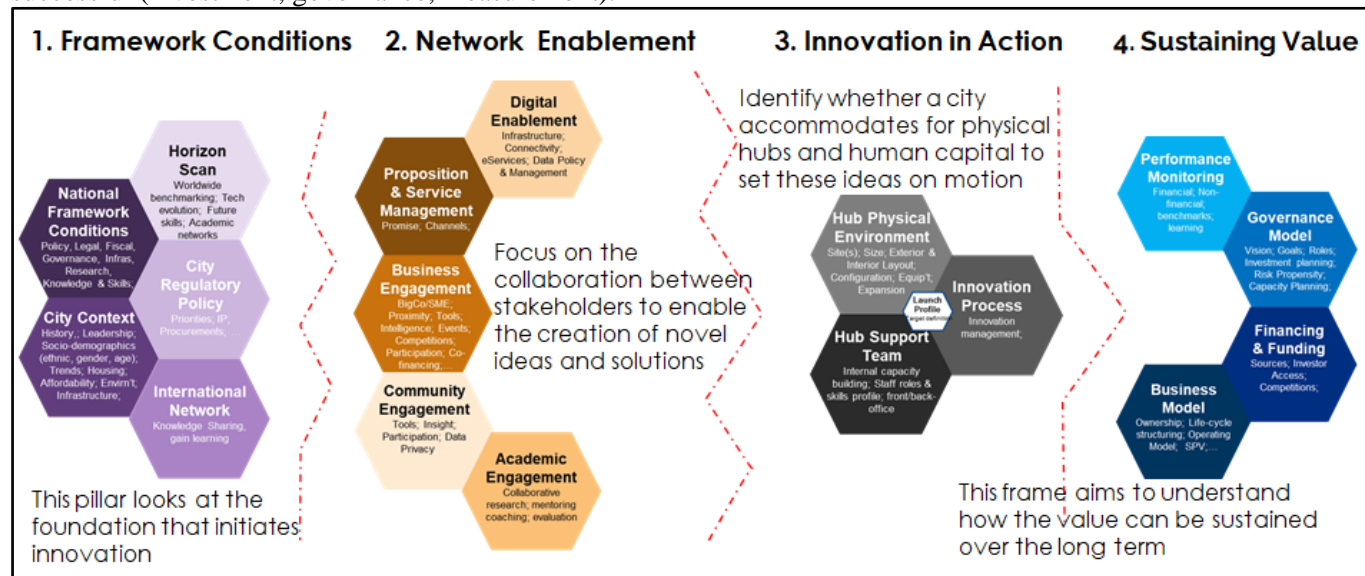 1. Framework Conditions
Horizon
Scan
Worldwide
benchmarking; Tech
evolution; Future
skills; Academic
networks
National
Framework
Conditions
Policy, Legal, Fiscal,
Governance, Infras,
Research,
Knowledge & Skills;
City
Regulatory
Policy
Priorities; IP;
Procurements;
City Context
History,; Leadership;
Socio-demographics
(ethnic, gender, age);
Trends; Housing;
Affordability; Envirn't;
Infrastructure;
International
Network
Knowledge Sharing,
gain learning
This pillar looks at the
foundation that initiates
innovation
2. Network Enablement
Digital
Enablement
Infrastructure;
Connectivity;
eServices; Data Policy
& Management
Proposition
& Service
Management
Promise; Channels;
Business
Engagement
BigCo/SME;
Proximity; Tools;
Intelligence; Events;
Competitions;
Participation; Co-
financing;...
Focus on the
collaboration between
stakeholders to enable
the creation of novel
ideas and solutions
Community
Engagement
Tools; Insight;
Participation; Data
Privacy
Academic
Engagement
Collaborative
research; mentoring
coaching; evaluation
3. Innovation in Action
Identify whether a city
accommodates for physical
hubs and human capital to
set these ideas on motion
Hub Physical
Environment
Site(s); Size; Exterior &
Interior Layout;
Configuration; Equip't;
Expansion
Launch
Profile
Innovation
Process
Innovation
management;
Hub Support
Team
Internal capacity
building; Staff roles &
skills profile; front/back-
office
4. Sustaining Value
Performance
Monitoring
Financial; Non-
financial;
benchmarks;
learning
Governance
Model
Vision; Goals; Roles;
Investment planning;
Risk Propensity;
Capacity Planning;
Financing
& Funding
Sources; Investor
Access;
Competitions;
Business
Model
Ownership; Life-cycle
structuring; Operating
Model; SPV;...
This frame aims to understand
how the value can be sustained
over the long term